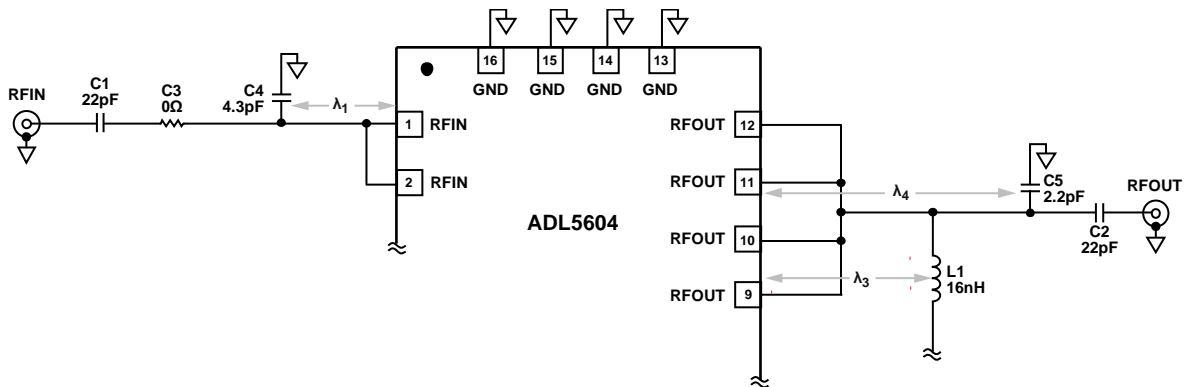 16
15
14
13
GND
GND
GND
GND
RFIN
C1
22pF
C3
0Ω
C4
4.3pF
λ1
1
RFIN
2
RFIN
ADL5604
RFOUT
12
RFOUT
11
RFOUT
10
RFOUT
9
λ4
λ3
C5
2.2pF
RFOUT
C2
22pF
L1
16nH